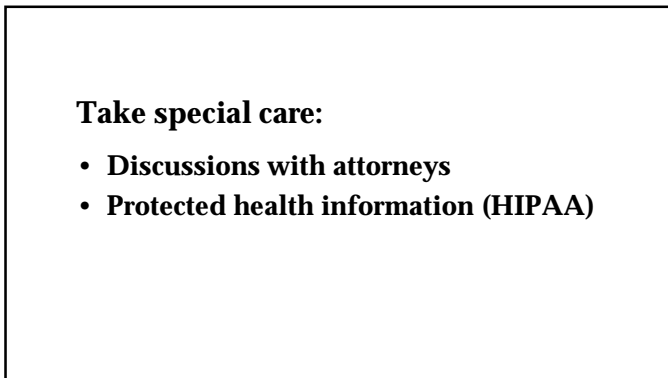 Take special care:
• Discussions with attorneys
• Protected health information (HIPAA)